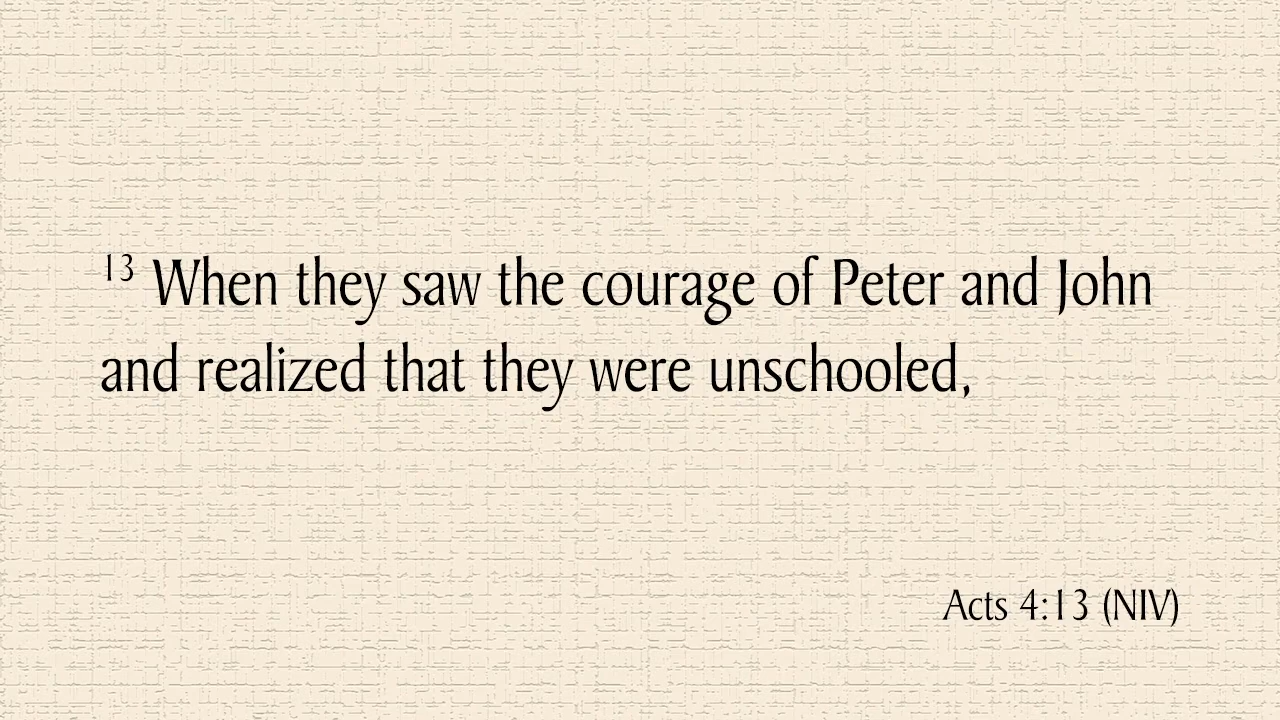 13 When they saw the courage of Peter and John
and realized that they were unschooled,
Acts 4:13 (NIV)